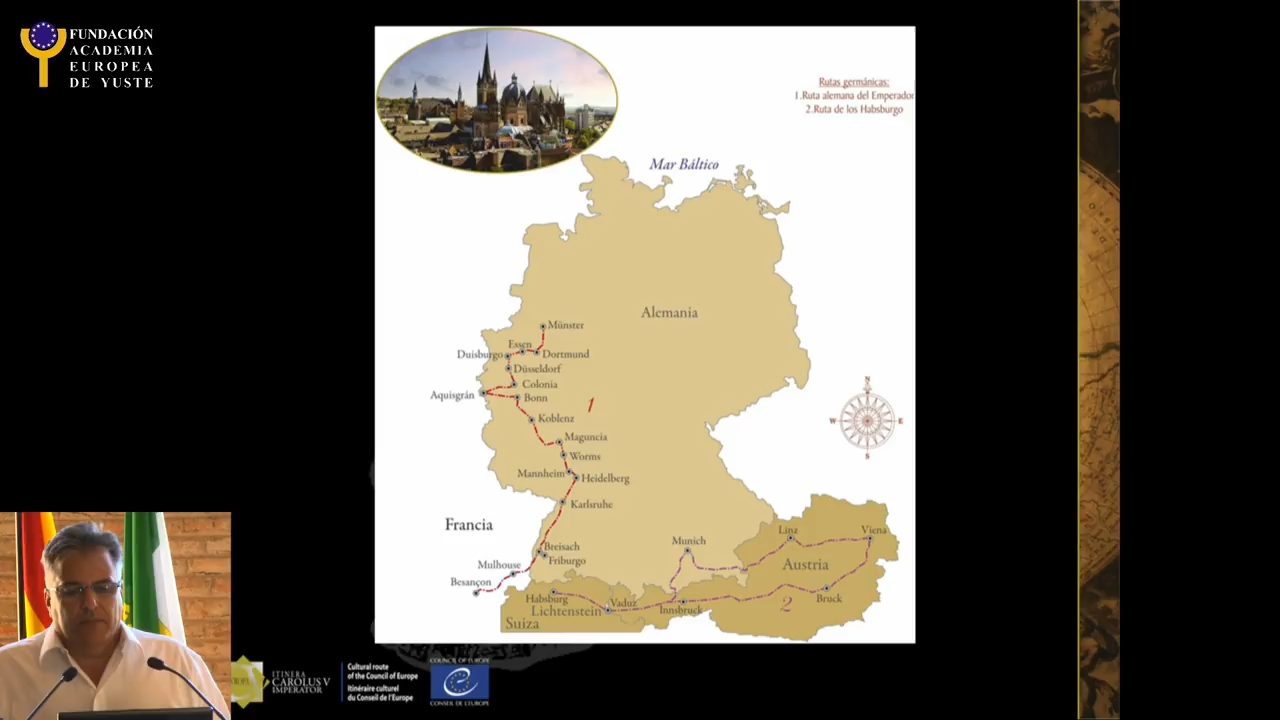 FUNDACIÓN
ACADEMIA
EUROPEA
DE YUSTE
Rutas germánicas:
1.Ruta alemana del Emperador
2.Ruta de los Habsburgo
Mar Báltico
Alemania
Münster
Essen
Duisburgo
Dortmund
Düsseldorf
Colonia
Aquisgrán
Bonn
1
Koblenz
Maguncia
Worms
Mannheim
Heidelberg
Karlsruhe
N
W
E
S
Francia
Breisach
Friburgo
Mulhouse
Besançon
Munich
Linz
Viena
Austria
Habsburg
Vaduz
Lichtenstein
Innsbruck
2
Bruck
Suiza
ITINERA
CAROLUS V
IMPERATOR
Cultural route
of the Council of Europe
Itinéraire culturel
du Conseil de l'Europe
COUNCIL OF EUROPE
CONSEIL DE L'EUROPE